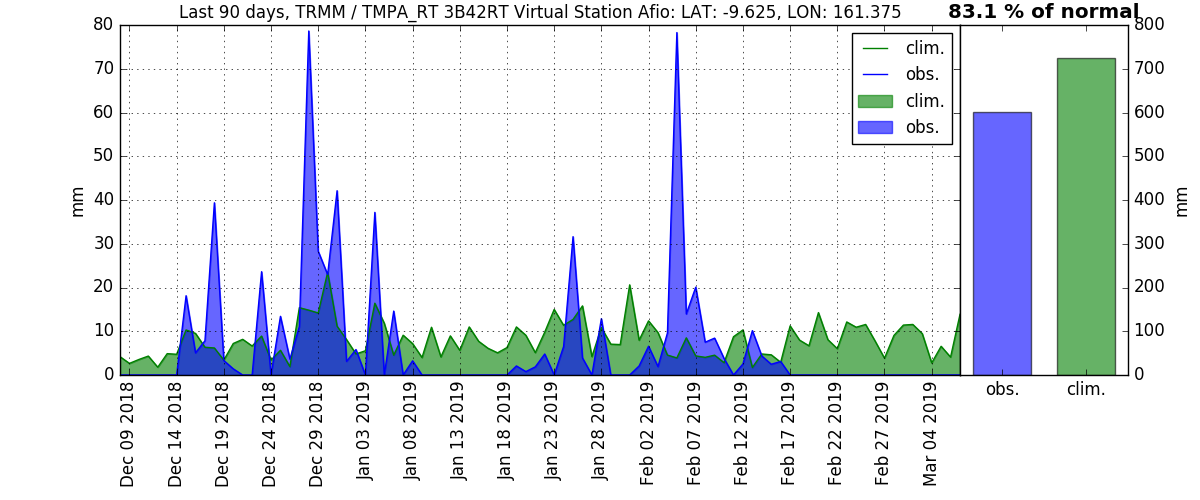 Last 90 days, TRMM / TMPA_RT 3B42RT Virtual Station Afio: LAT: -9.625, LON: 161.375
83.1 % of normal
80
70
60
50
40
30
20
10
0
mm
clim.
obs.
clim.
obs.
Dec 09 2018
Dec 14 2018
Dec 19 2018
Dec 24 2018
Dec 29 2018
Jan 03 2019
Jan 08 2019
Jan 13 2019
Jan 18 2019
Jan 23 2019
Jan 28 2019
Feb 02 2019
Feb 07 2019
Feb 12 2019
Feb 17 2019
Feb 22 2019
Feb 27 2019
Mar 04 2019
800
700
600
500
400
300
200
100
0
mm
obs.
clim.